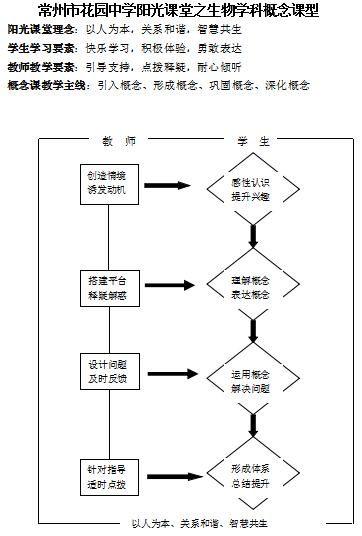 常州市花园中学阳光课堂之生物学科概念课型
阳光课堂理念：以人为本，关系和谐，智慧共生
学生学习要素：快乐学习，积极体验，勇敢表达
教师教学要素：引导支持，点拨释疑，耐心倾听
概念课教学主线：引入概念、形成概念、巩固概念、深化概念
教 师
学 生
创造情境
诱发动机
感性认识
提升兴趣
搭建平台
释疑解惑
理解概念
表达概念
设计问题
及时反馈
运用概念
解决问题
针对指导
适时点拨
形成体系
总结提升
以人为本、关系和谐、智慧共生